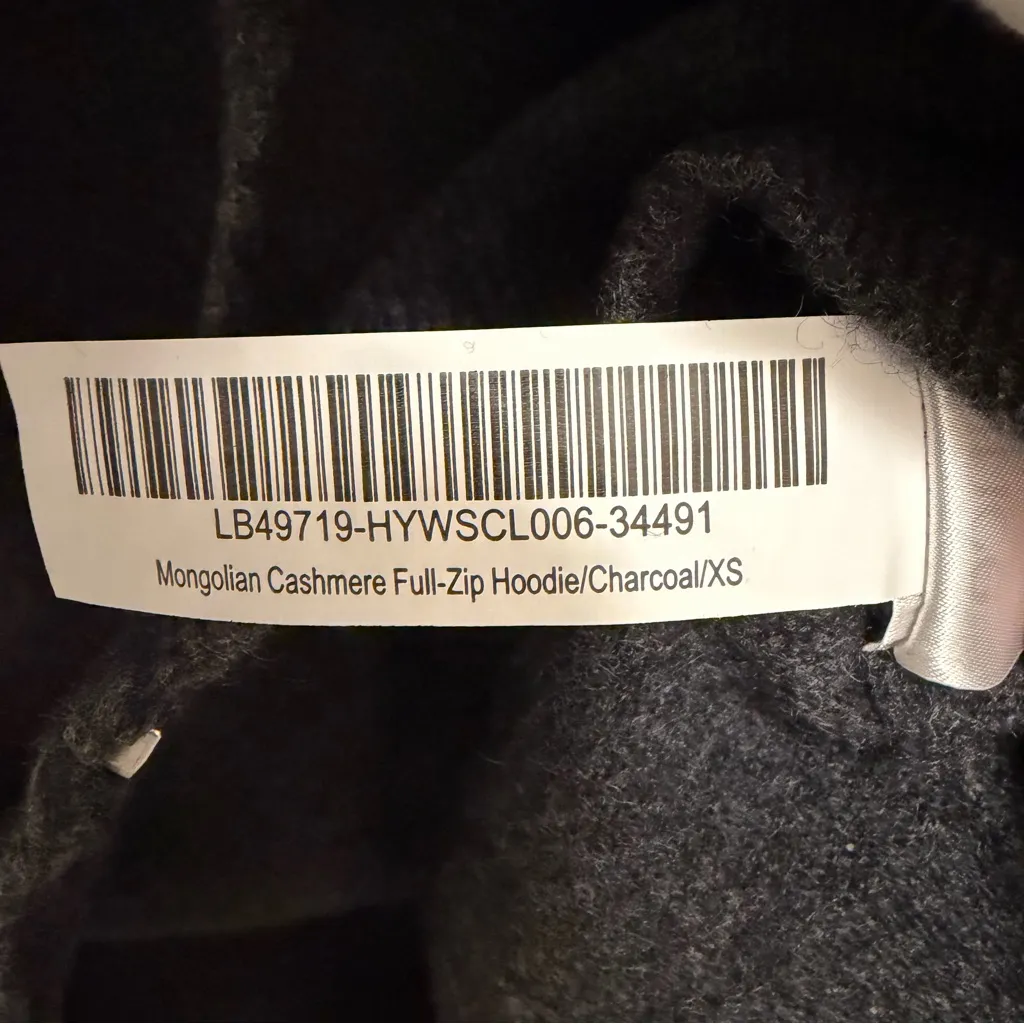 LB49719-HYWSCL006-34491
Mongolian Cashmere Full-Zip Hoodie/Charcoal/XS